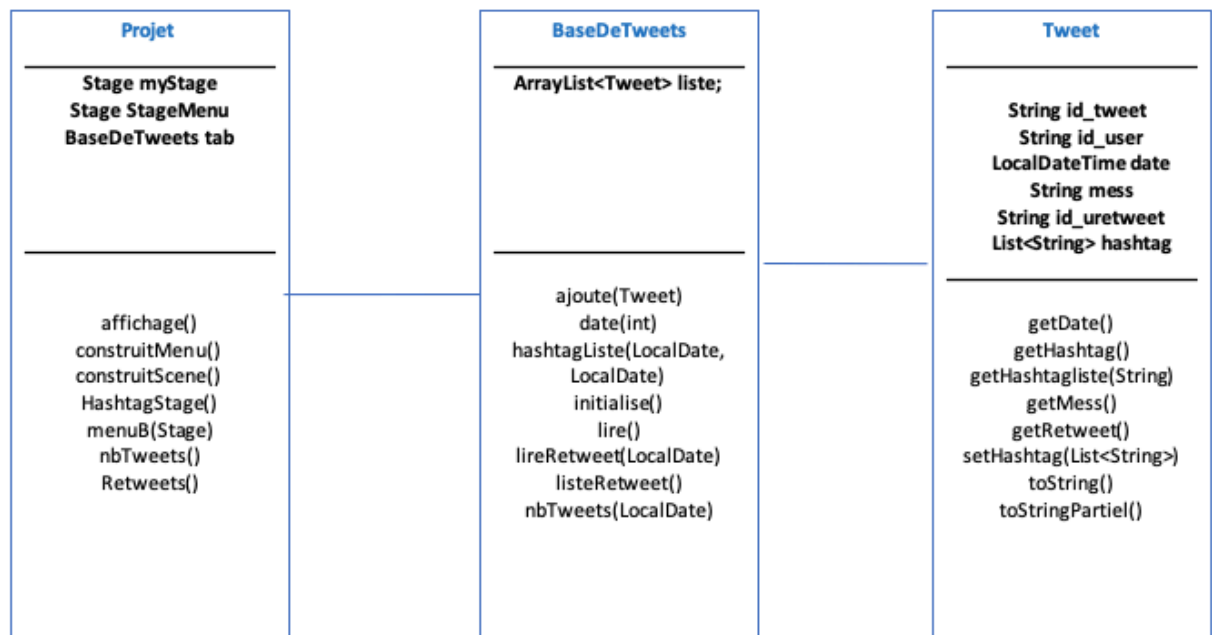 Projet
Stage myStage
Stage StageMenu
BaseDeTweets tab
affichage()
construitMenu()
construitScene()
HashtagStage()
menuB(Stage)
nbTweets()
Retweets()
BaseDeTweets
ArrayList<Tweet> liste;
ajoute(Tweet)
date(int)
hashtagListe(LocalDate,
LocalDate)
initialise()
lire()
lireRetweet(LocalDate)
listeRetweet()
nbTweets(LocalDate)
Tweet
String id_tweet
String id_user
LocalDateTime date
String mess
String id_uretweet
List<String> hashtag
getDate()
getHashtag()
getHashtagliste(String)
getMess()
getRetweet()
setHashtag(List<String>)
toString()
toStringPartiel()